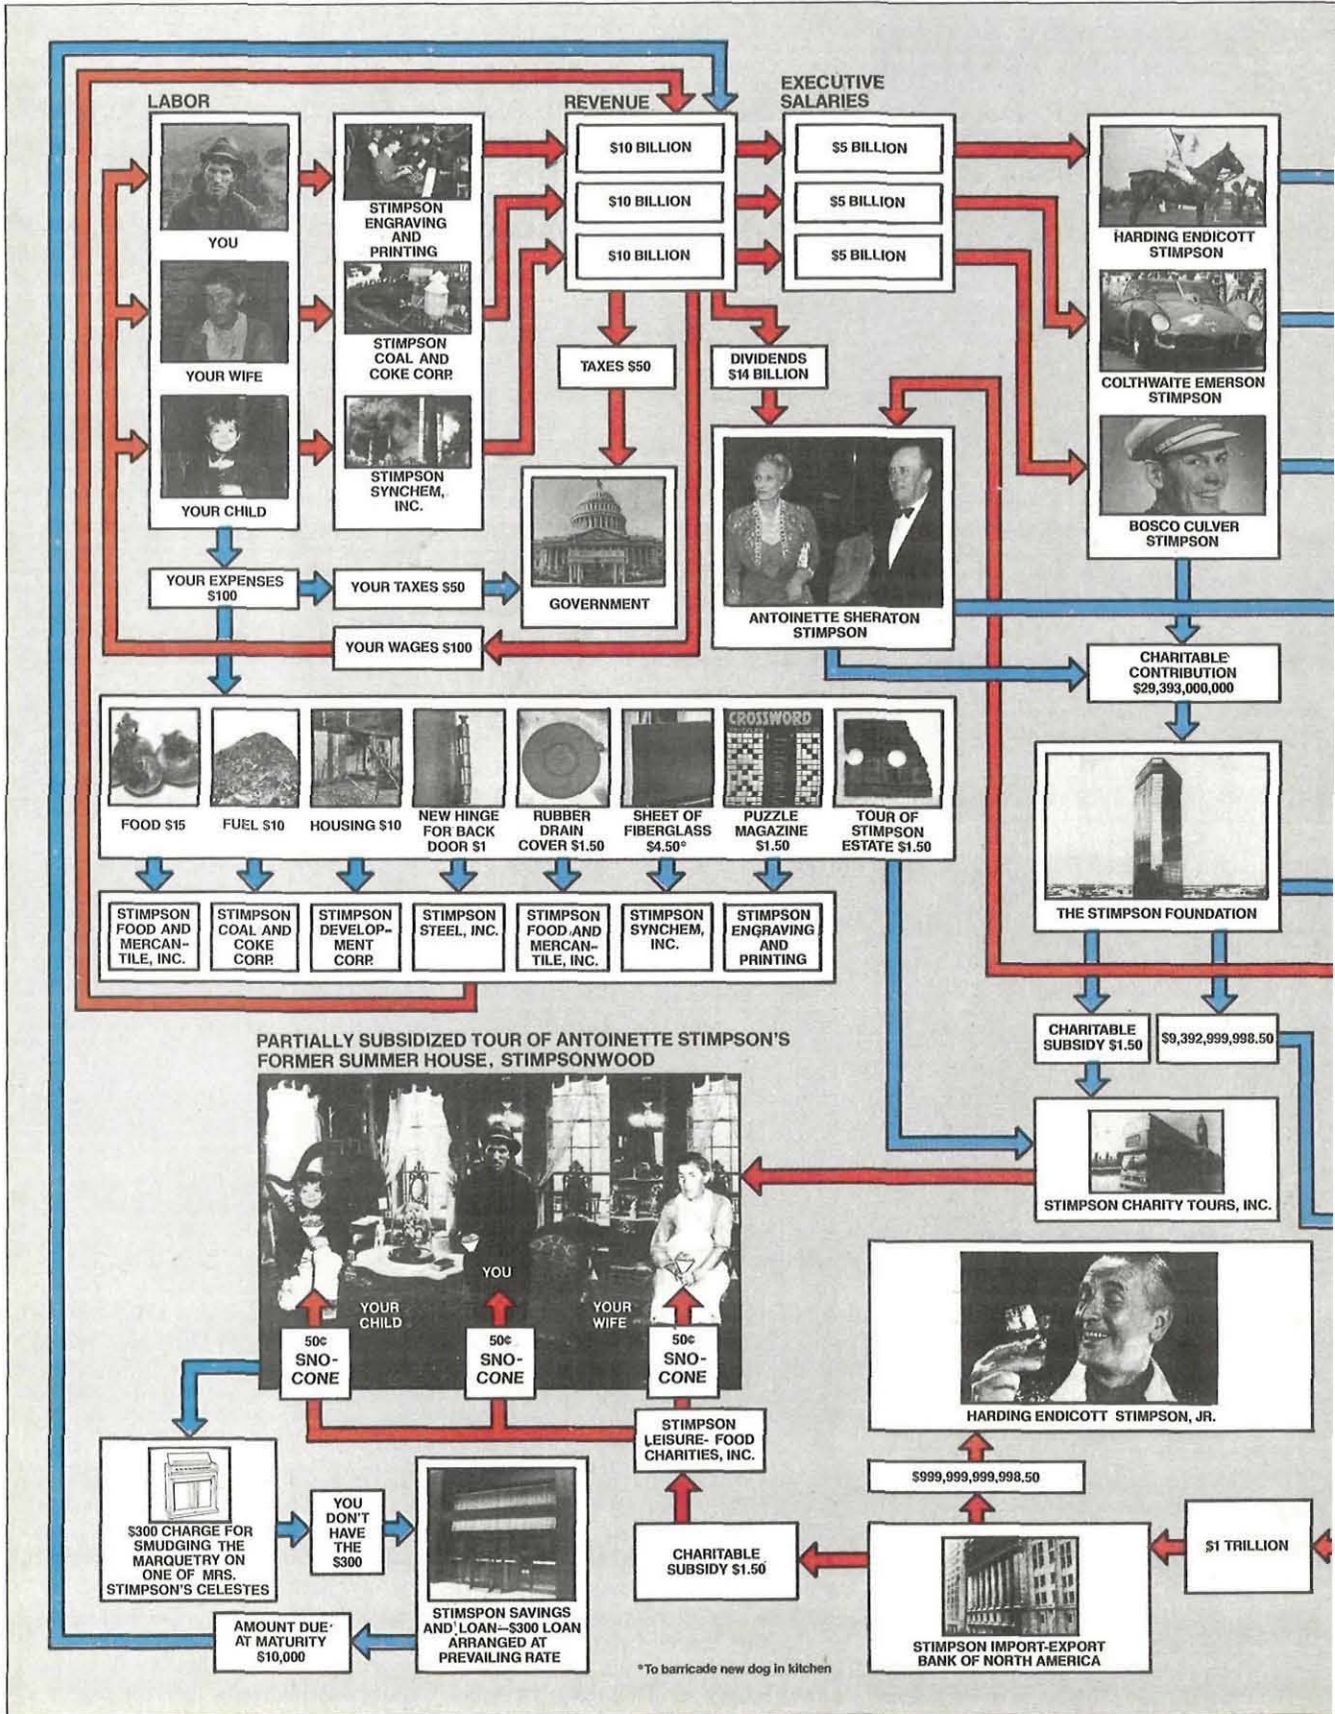 LABOR
REVENUE
EXECUTIVE
SALARIES
YOU
YOUR WIFE
YOUR CHILD
STIMPSON
ENGRAVING
AND
PRINTING
STIMPSON
COAL AND
COKE CORP.
STIMPSON
SYNCHEM,
INC.
$10 BILLION
$10 BILLION
$10 BILLION
$5 BILLION
$5 BILLION
$5 BILLION
HARDING ENDICOTT
STIMPSON
4
COLTHWAITE EMERSON
STIMPSON
BOSCO CULVER
STIMPSON
TAXES $50
DIVIDENDS
$14 BILLION
GOVERNMENT
ANTOINETTE SHERATON
STIMPSON
YOUR EXPENSES
$100
YOUR TAXES $50
YOUR WAGES $100
CHARITABLE
CONTRIBUTION
$29,393,000,000
FOOD $15
FUEL $10
HOUSING $10
NEW HINGE
FOR BACK
DOOR $1
RUBBER
DRAIN
COVER $1.50
SHEET OF
FIBERGLASS
$4.50*
CROSSWORD
PUZZLE
MAGAZINE
$1.50
TOUR OF
STIMPSON
ESTATE $1.50
THE STIMPSON FOUNDATION
STIMPSON
FOOD AND
MERCAN-
TILE, INC.
STIMPSON
COAL AND
COKE
CORP.
STIMPSON
DEVELOP-
MENT
CORP.
STIMPSON
STEEL, INC.
STIMPSON
FOOD AND
MERCAN-
TILE, INC.
STIMPSON
SYNCHEM,
INC.
STIMPSON
ENGRAVING
AND
PRINTING
CHARITABLE
SUBSIDY $1.50
$9,392,999,998.50
STIMPSON CHARITY TOURS, INC.
PARTIALLY SUBSIDIZED TOUR OF ANTOINETTE STIMPSON'S
FORMER SUMMER HOUSE, STIMPSONWOOD
YOUR
CHILD
YOU
YOUR
WIFE
50¢
SNO-
CONE
50¢
SNO-
CONE
50¢
SNO-
CONE
STIMPSON
LEISURE- FOOD
CHARITIES, INC.
HARDING ENDICOTT STIMPSON, JR.
$999,999,999,998.50
$300 CHARGE FOR
SMUDGING THE
MARQUETRY ON
ONE OF MRS.
STIMPSON'S CELESTES
YOU
DON'T
HAVE
THE
$300
STIMSPON SAVINGS
AND LOAN—$300 LOAN
ARRANGED AT
PREVAILING RATE
AMOUNT DUE
AT MATURITY
$10,000
CHARITABLE
SUBSIDY $1.50
STIMPSON IMPORT-EXPORT
BANK OF NORTH AMERICA
$1 TRILLION
*To barricade new dog in kitchen